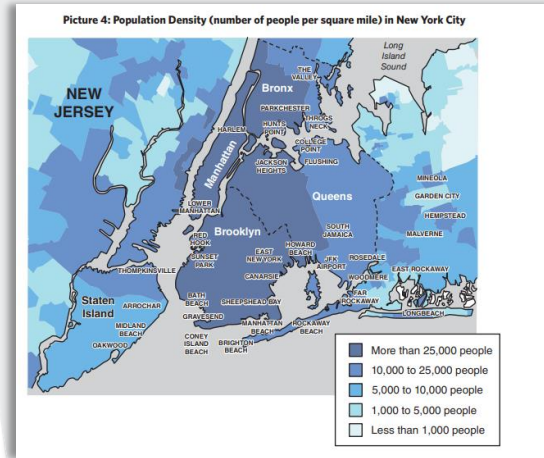 Picture 4: Population Density (number of people per square mile) in New York City
Long
Island
Sound
NEW
JERSEY
THE
VALLEY
Bronx
PARKCHESTER
HARLEM
HUNTS
POINT
THROGS
NECK
COLLEGE
POINT
Manhattan
JACKSON
HEIGHTS
FLUSHING
MINEOLA
GARDEN CITY
Queens
LOWER
MANHATTAN
HEMPSTEAD
MALVERNE
Brooklyn
RED
HOOK
SOUTH
JAMAICA
SUNSET
PARK
EAST
NEW YORK
HOWARD
BEACH
JFK
AIRPORT
ROSEDALE
THOMPKINSVILLE
CANARSIE
WOODMERE
EAST ROCKAWAY
Staten
Island
ARROCHAR
BATH
BEACH
SHEEPSHEAD BAY
FAR
ROCKAWAY
LONGBEACH
GRAVESEND
MIDLAND
BEACH
MANHATTAN
BEACH
ROCKAWAY
BEACH
OAKWOOD
CONEY
ISLAND
BEACH
BRIGHTON
BEACH
More than 25,000 people
10,000 to 25,000 people
5,000 to 10,000 people
1,000 to 5,000 people
Less than 1,000 people